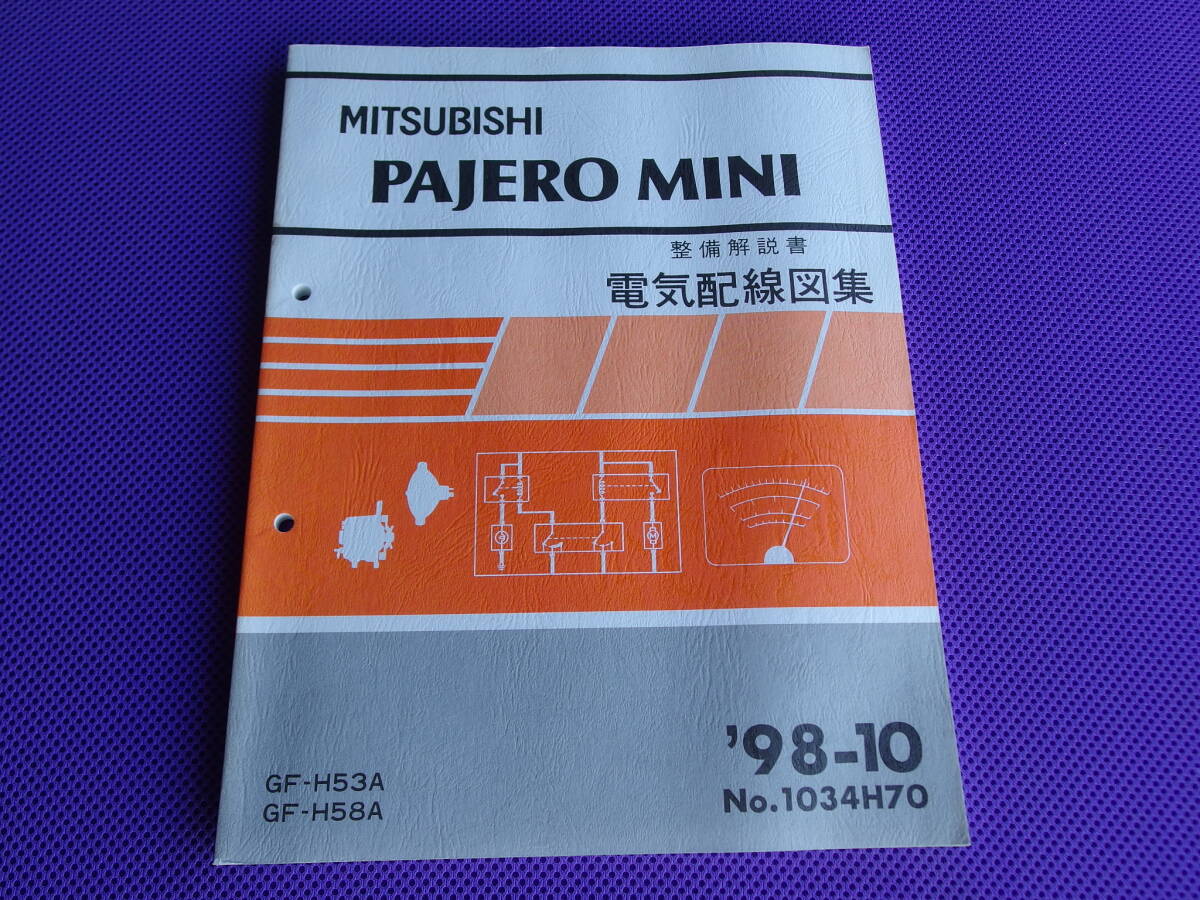 MITSUBISHI
PAJERO MINI
整備解説書
電気配線図集
M
GF-H53A
GF-H58A
'98-10
No.1034H70